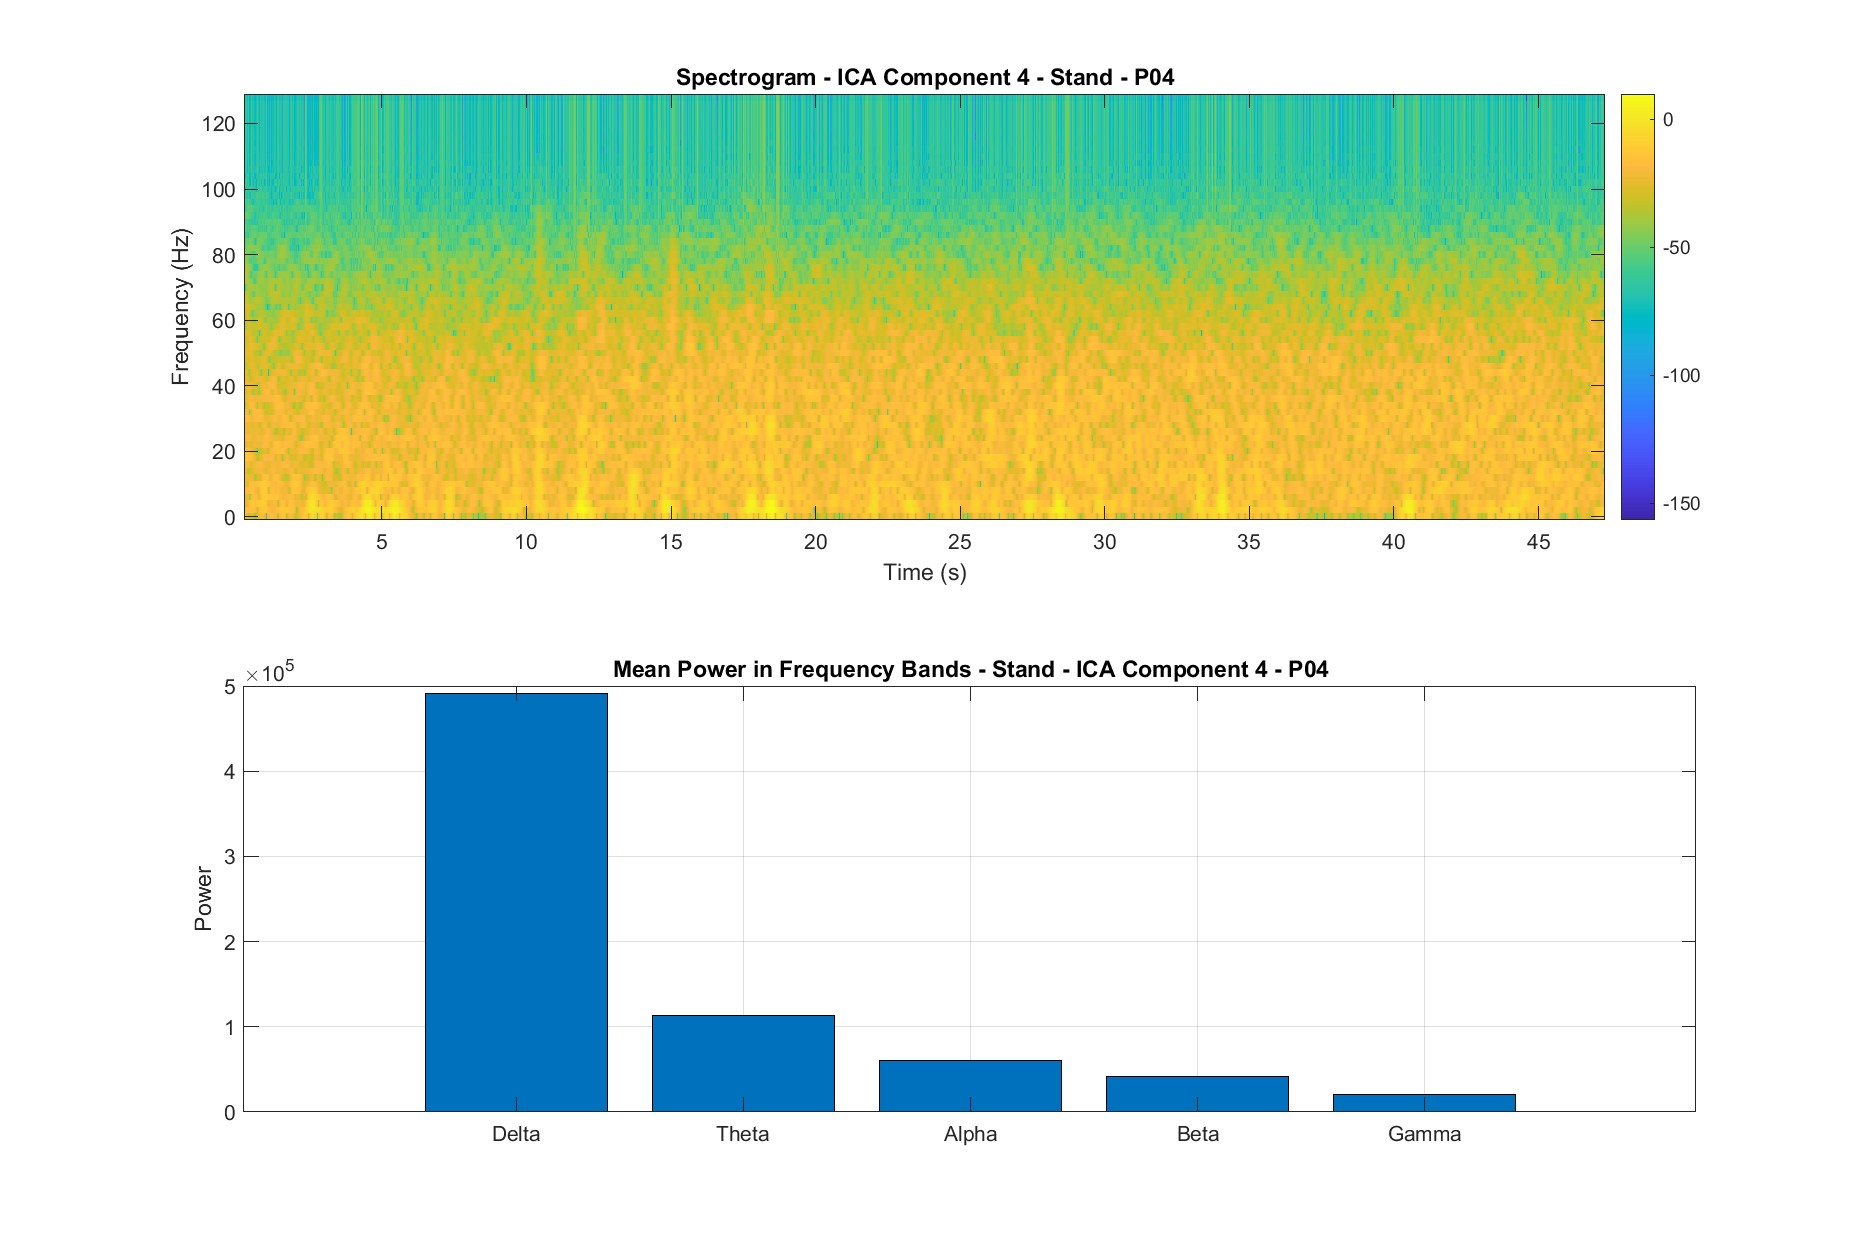 Spectrogram - ICA Component 4 - Stand - P04
120
100
80
60
40
20
0
Frequency (Hz)
5 10 15 20 25 30 35 40 45
Time (s)
0
-50
-100
-150
Mean Power in Frequency Bands - Stand - ICA Component 4 - P04
×10⁵
5
4
3
2
1
0
Power
Delta Theta Alpha Beta Gamma